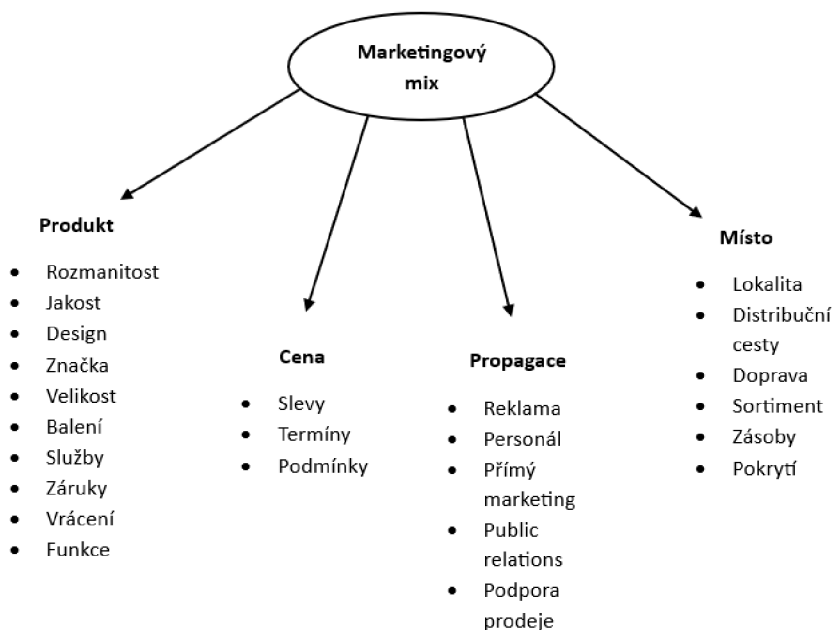 Marketingový
mix
Produkt
Rozmanitost
Jakost
Design
Značka
Velikost
Balení
Služby
Záruky
Vrácení
Funkce
Cena
Slevy
Termíny
Podmínky
Propagace
Reklama
Personál
Přímý
marketing
Public
relations
Podpora
prodeje
Místo
Lokalita
Distribuční
cesty
Doprava
Sortiment
Zásoby
Pokrytí